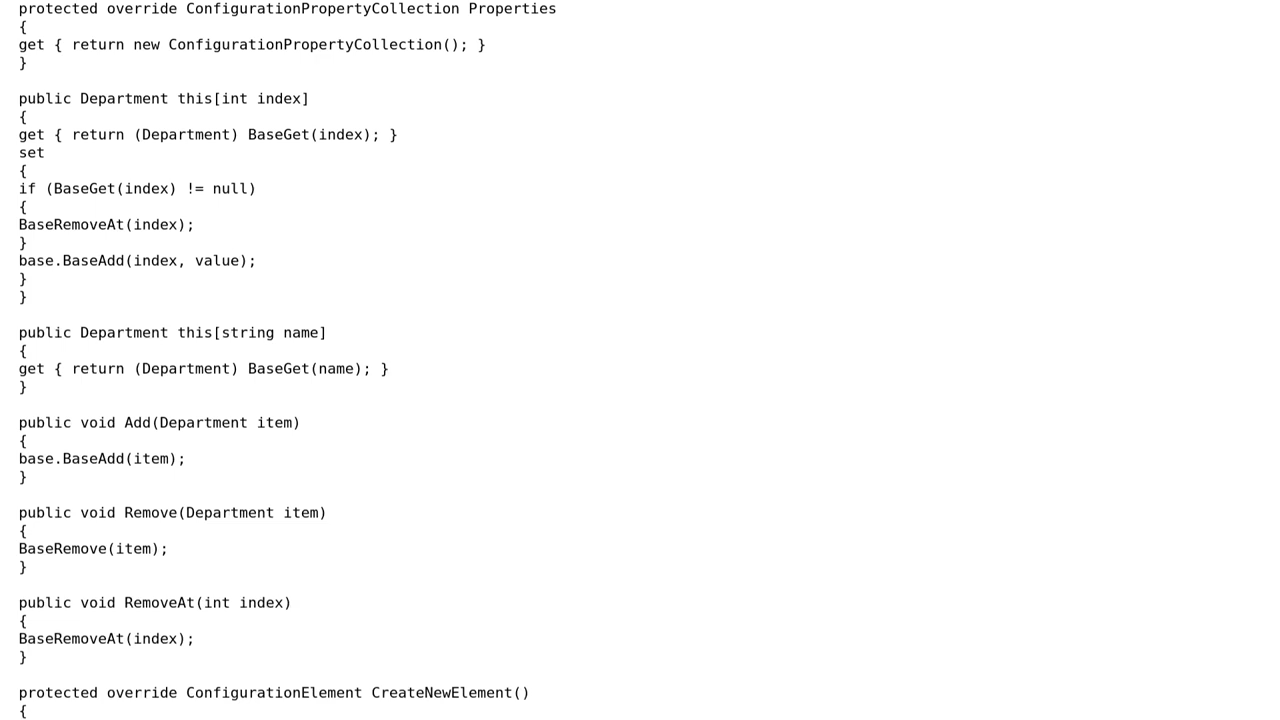 protected override ConfigurationPropertyCollection Properties
{
get { return new ConfigurationPropertyCollection(); }
}
public Department this[int index]
{
get { return (Department) BaseGet(index); }
set
{
if (BaseGet(index) != null)
{
BaseRemoveAt(index);
}
base.BaseAdd(index, value);
}
}
public Department this[string name]
{
get { return (Department) BaseGet(name); }
}
public void Add(Department item)
{
base.BaseAdd(item);
}
public void Remove(Department item)
{
BaseRemove(item);
}
public void RemoveAt(int index)
{
BaseRemoveAt(index);
}
protected override ConfigurationElement CreateNewElement()
{